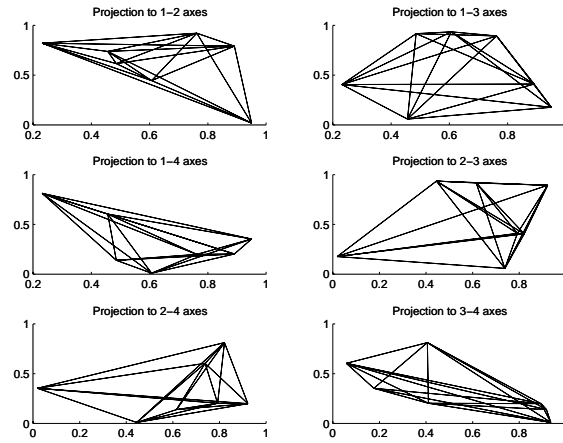 Projection to 1-2 axes
1
0.5
0
0.2 0.4 0.6 0.8 1
Projection to 1-3 axes
1
0.5
0
0.2 0.4 0.6 0.8
Projection to 1-4 axes
1
0.5
0
0.2 0.4 0.6 0.8 1
Projection to 2-3 axes
1
0.5
0
0 0.2 0.4 0.6 0.8
Projection to 2-4 axes
1
0.5
0
0 0.2 0.4 0.6 0.8 1
Projection to 3-4 axes
1
0.5
0
0 0.2 0.4 0.6 0.8